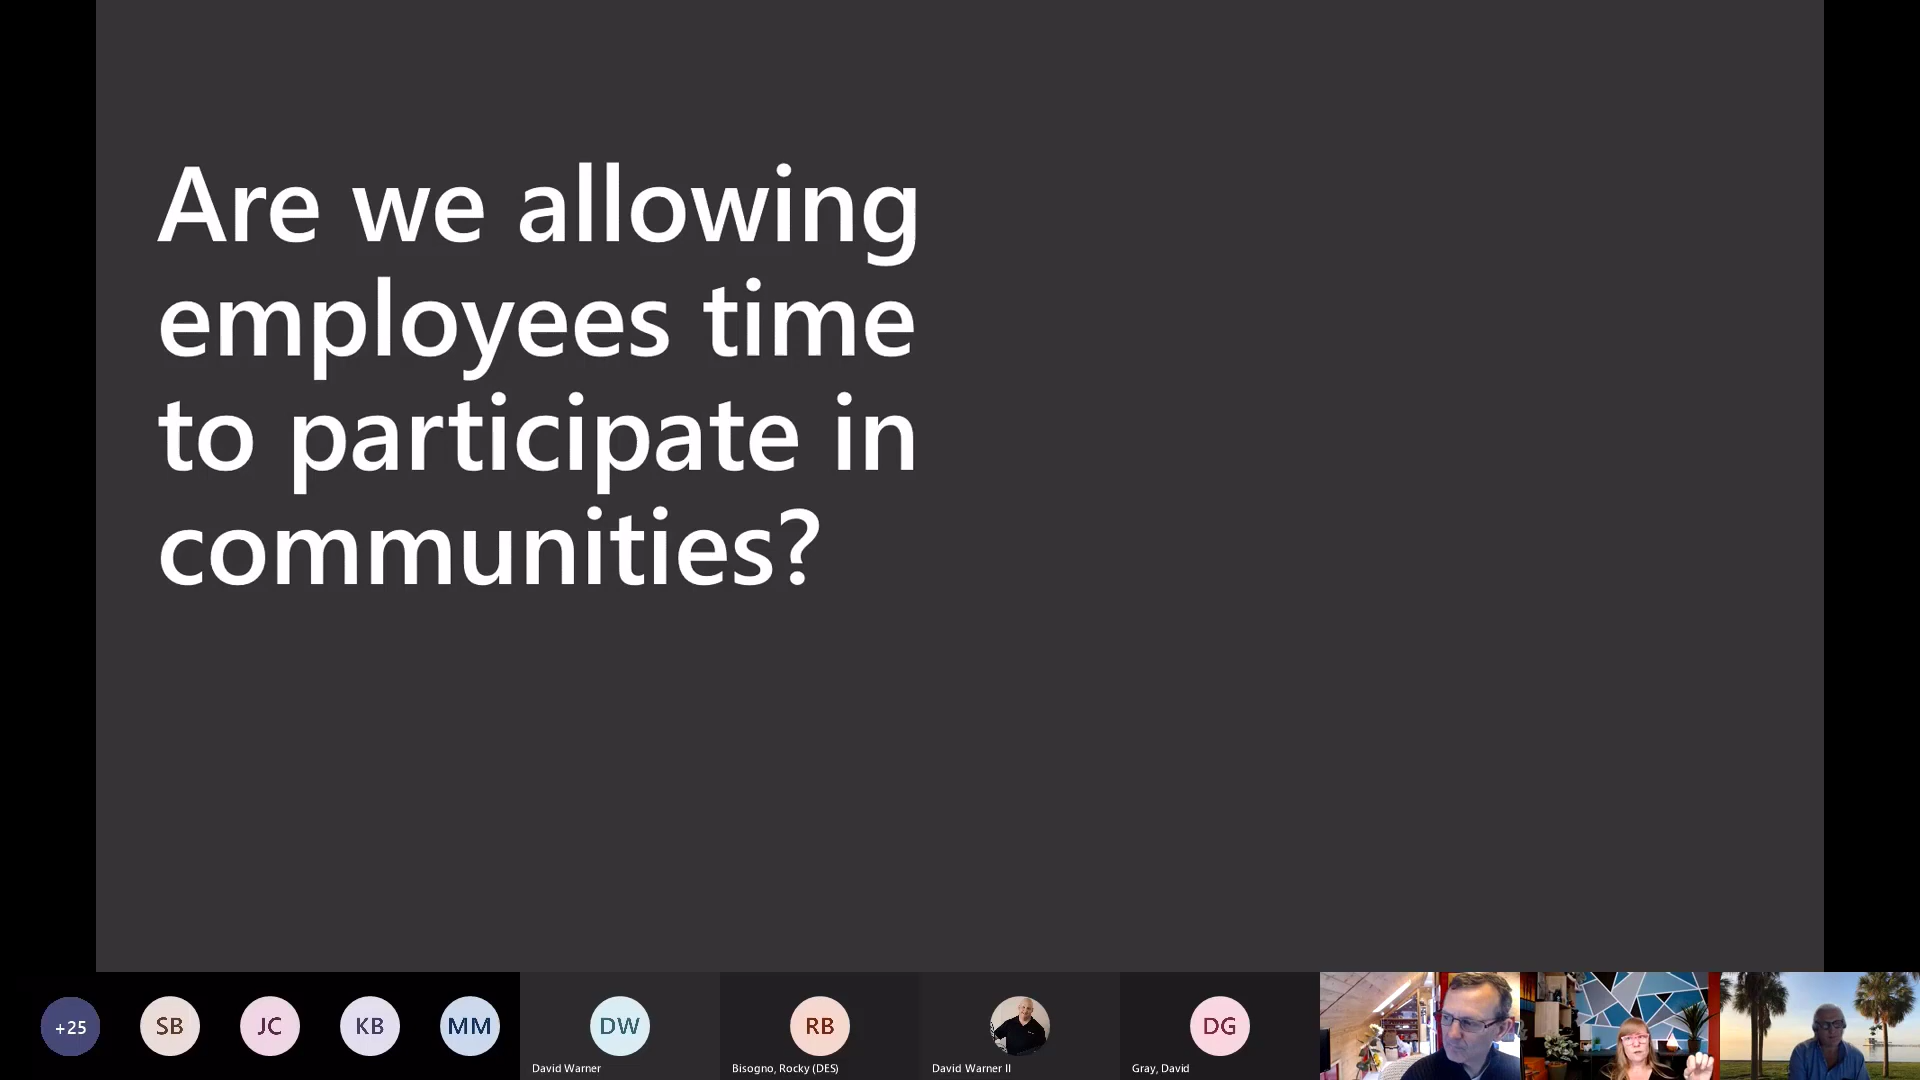 Are we allowing
employees time
to participate in
communities?
+25
SB
JC
KB
MM
DW
David Warner
RB
Bisogno, Rocky (DES)
David Warner II
DG
Gray, David